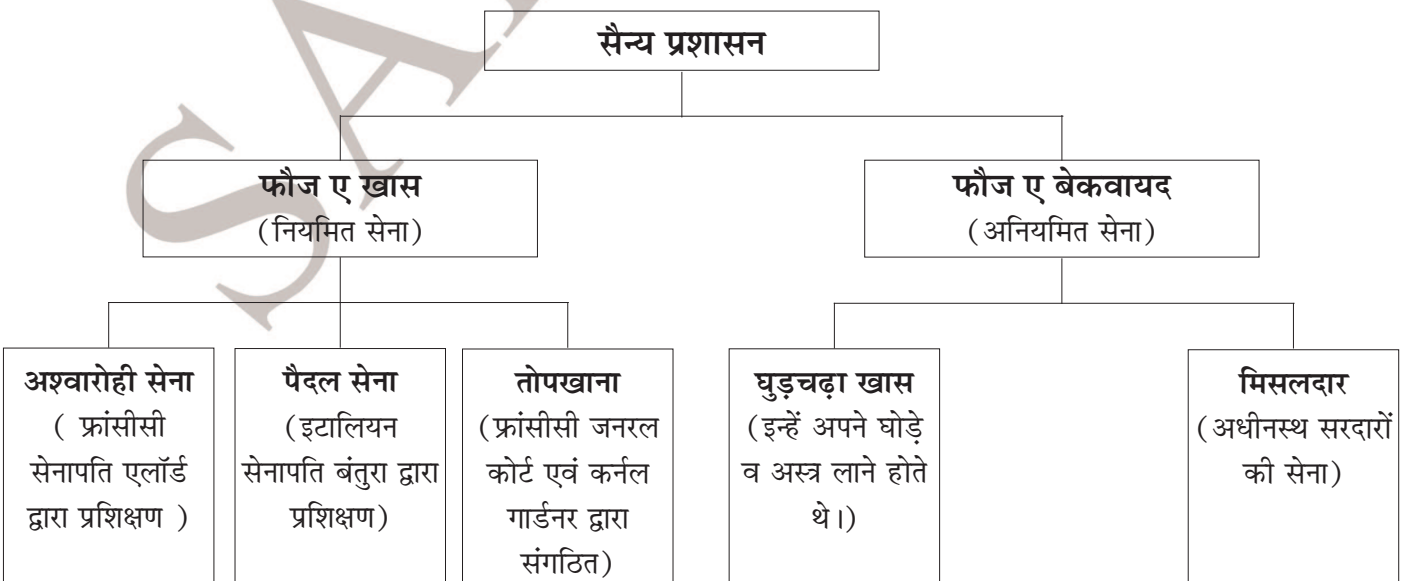 सैन्य प्रशासन
फौज ए खास
(नियमित सेना)
फौज ए बेकवायद
(अनियमित सेना)
अश्वारोही सेना
( फ्रांसीसी
सेनापति एलॉर्ड
द्वारा प्रशिक्षण )
पैदल सेना
(इटालियन
सेनापति बंतुरा द्वारा
प्रशिक्षण)
तोपखाना
(फ्रांसीसी जनरल
कोर्ट एवं कर्नल
गार्डनर द्वारा
संगठित)
घुड़चढ़ा खास
(इन्हें अपने घोड़े
व अस्त्र लाने होते
थे।)
मिसलदार
(अधीनस्थ सरदारों
की सेना)